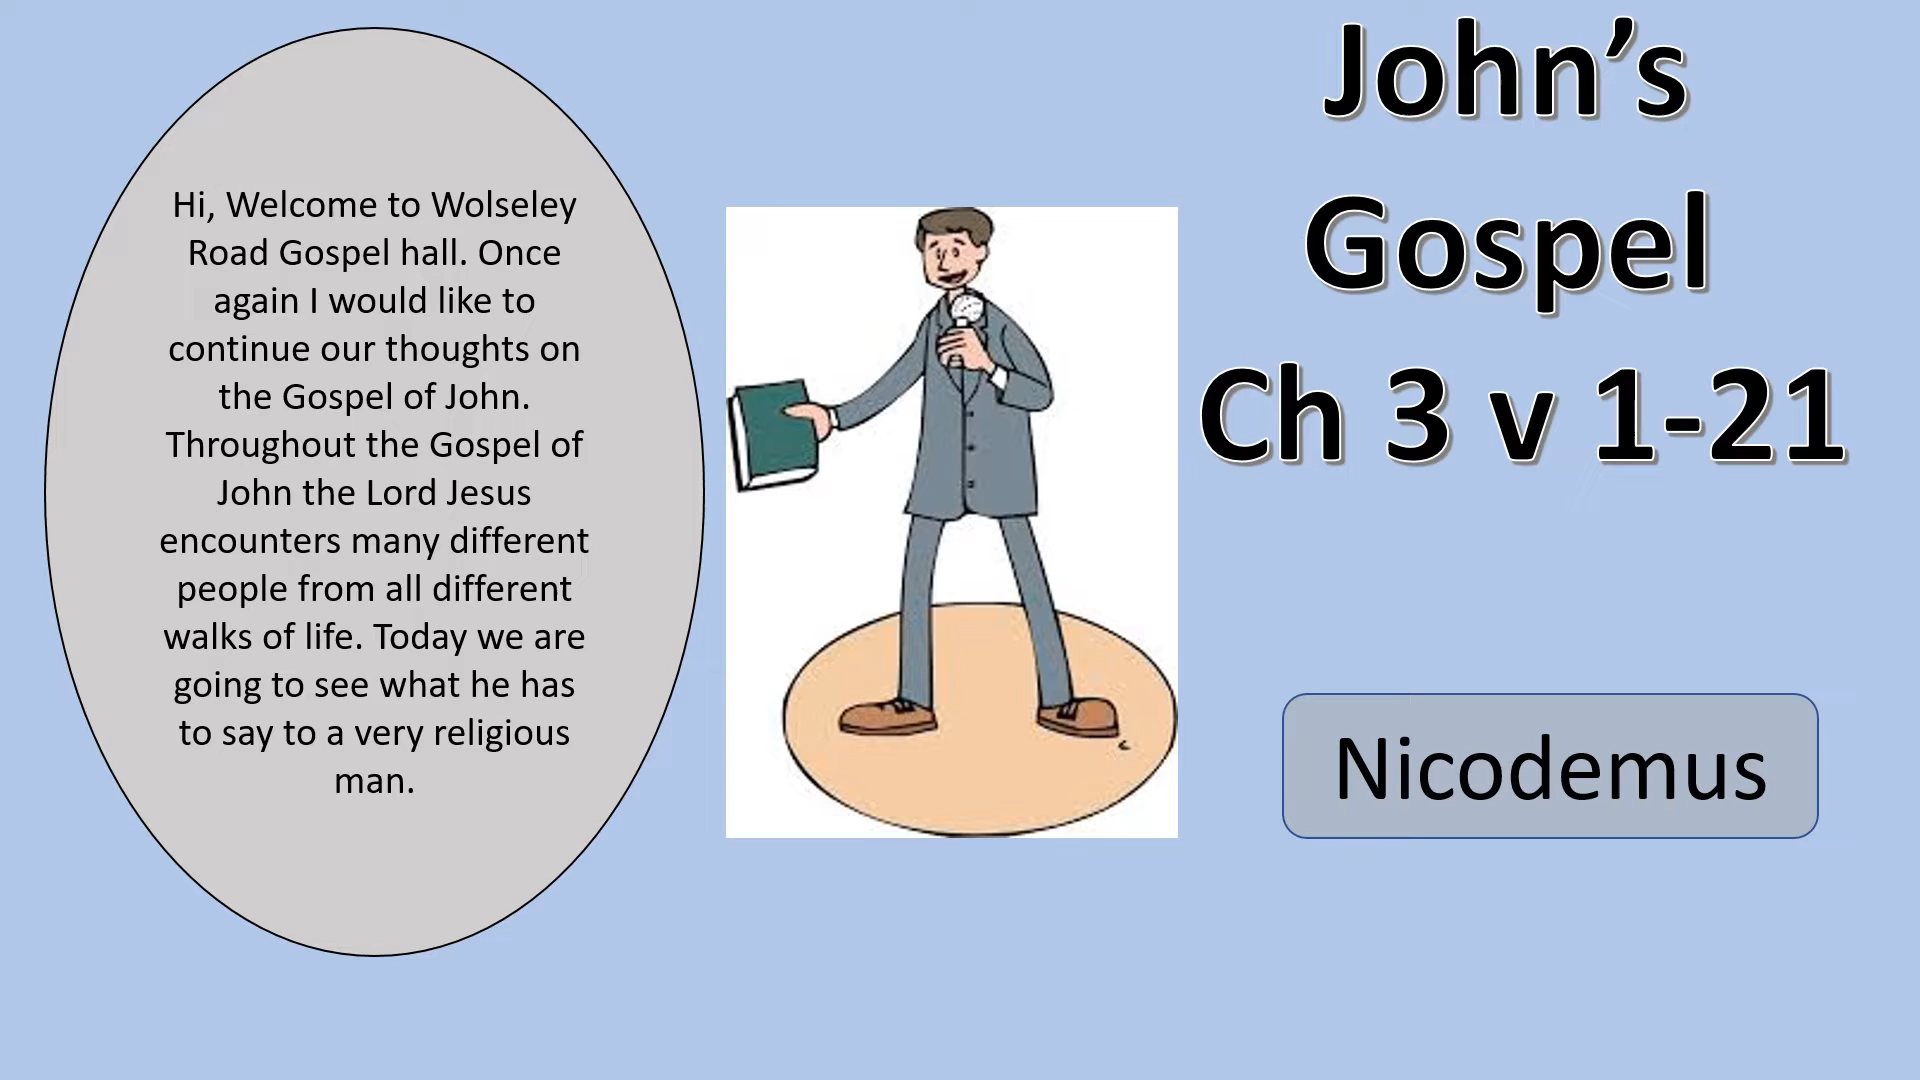 Hi, Welcome to Wolseley
Road Gospel hall. Once
again I would like to
continue our thoughts on
the Gospel of John.
Throughout the Gospel of
John the Lord Jesus
encounters many different
people from all different
walks of life. Today we are
going to see what he has
to say to a very religious
man.
John’s
Gospel
Ch 3 v 1-21
Nicodemus